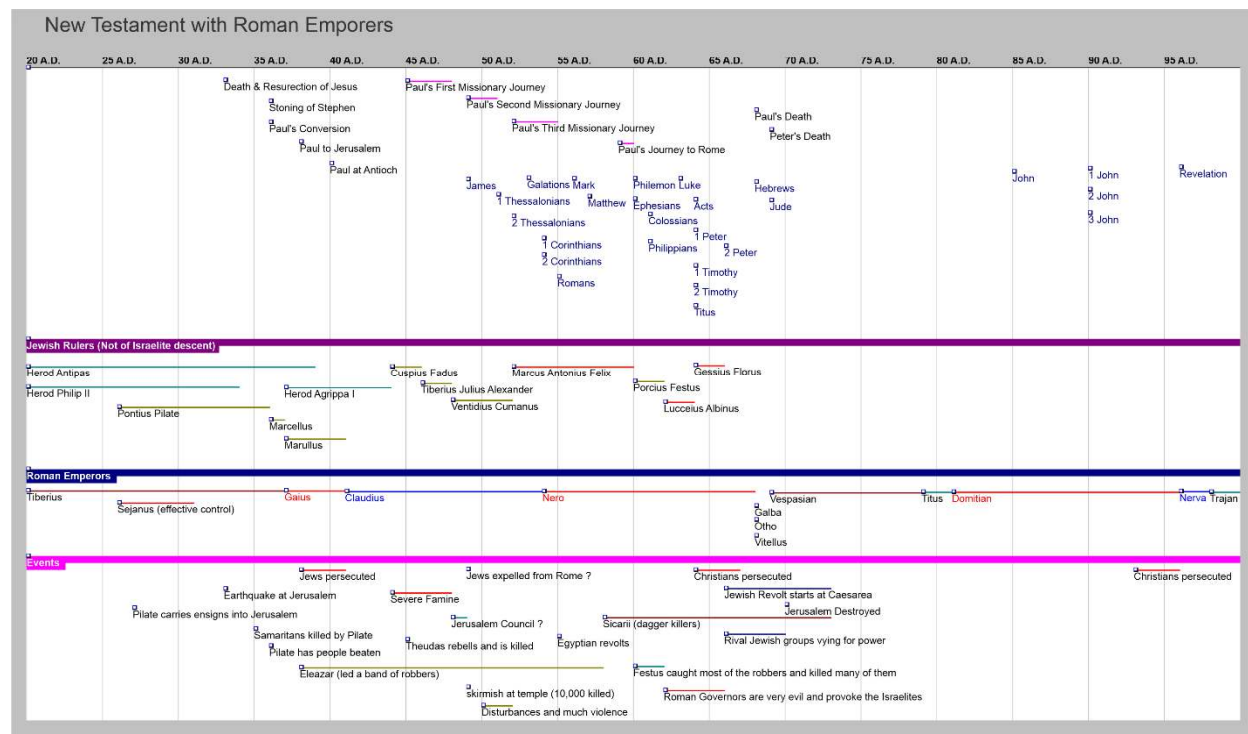 New Testament with Roman Emporers
20 A.D. 25 A.D. 30 A.D. 35 A.D. 40 A.D. 45 A.D. 50 A.D. 55 A.D. 60 A.D. 65 A.D. 70 A.D. 75 A.D. 80 A.D. 85 A.D. 90 A.D. 95 A.D.
Death & Resurection of Jesus Paul's First Missionary Journey
Stoning of Stephen Paul's Second Missionary Journey
Paul's Death
Paul's Conversion Paul's Third Missionary Journey
Peter's Death
Paul to Jerusalem Paul's Journey to Rome
Paul at Antioch
James Galations Mark Philemon Luke Hebrews John 1 John Revelation
1 Thessalonians Matthew Ephesians Acts Jude 2 John
2 Thessalonians Colossians 3 John
1 Corinthians Philippians 1 Peter
2 Peter
2 Corinthians 1 Timothy
Romans 2 Timothy
Titus
Jewish Rulers (Not of Israelite descent)
Herod Antipas Cuspius Fadus Marcus Antonius Felix Gessius Florus
Herod Philip II Herod Agrippa I Tiberius Julius Alexander Porcius Festus
Pontius Pilate Ventidius Cumanus Lucceius Albinus
Marcellus
Marullus
Roman Emperors
Tiberius Gaius Claudius Nero Vespasian Titus Domitian Nerva Trajan
Sejanus (effective control) Galba
Otho
Vitellus
Events
Jews persecuted Jews expelled from Rome ? Christians persecuted Christians persecuted
Earthquake at Jerusalem Severe Famine Jewish Revolt starts at Caesarea
Pilate carries ensigns into Jerusalem Jerusalem Destroyed
Jerusalem Council ? Sicarii (dagger killers)
Samaritans killed by Pilate Theudas rebells and is killed Egyptian revolts Rival Jewish groups vying for power
Pilate has people beaten
Eleazar (led a band of robbers) Festus caught most of the robbers and killed many of them
skirmish at temple (10,000 killed) Roman Governors are very evil and provoke the Israelites
Disturbances and much violence